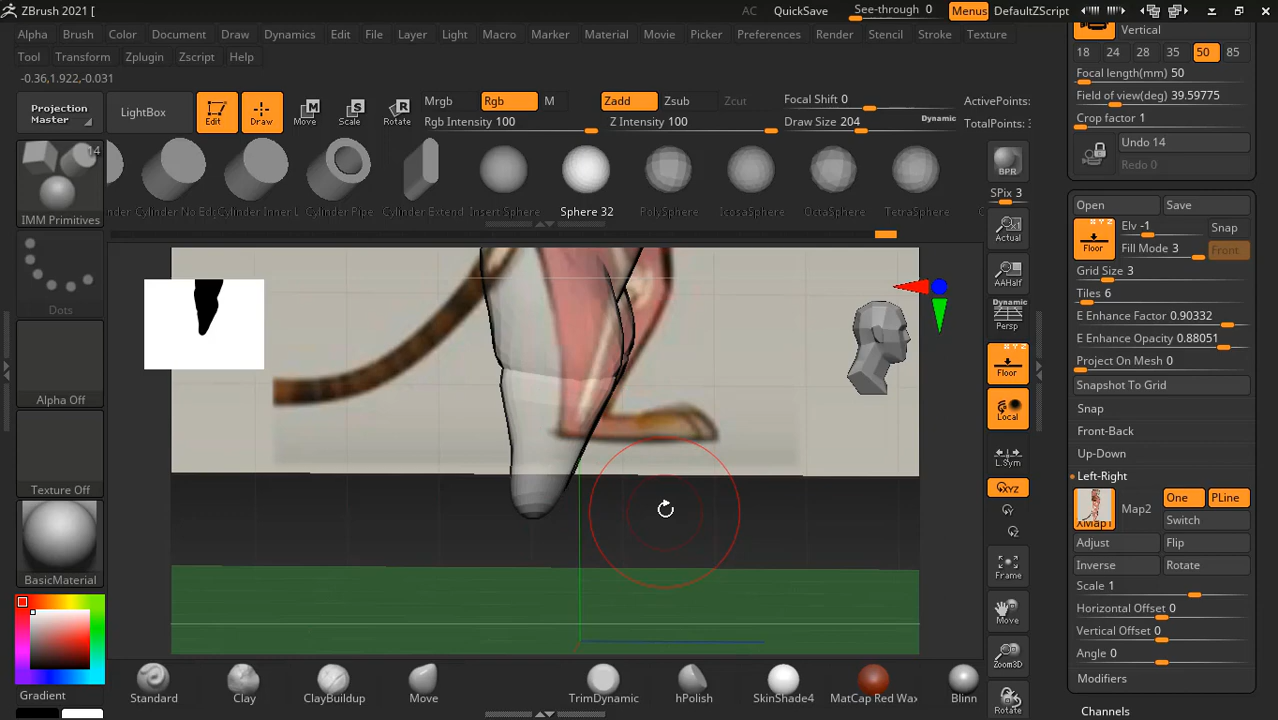 ZBrush 2021 [
AC QuickSave See-through 0 Menus DefaultZScript
Alpha Brush Color Document Draw Dynamics Edit File Layer Light Macro Marker Material Movie Picker Preferences Render Stencil Stroke Texture
Tool Transform Zplugin Zscript Help
-0.36,1.922,-0.031
Projection Master
LightBox
Edit Draw Move Scale Rotate
Mrgb Rgb M
Rgb Intensity 100
Zadd Zsub Zcut
Z Intensity 100
Focal Shift 0
Draw Size 204 Dynamic
ActivePoints:
TotalPoints:
14
IMM Primitives
Cylinder No Edg Cylinder Inner L Cylinder Pipe Cylinder Extend Insert Sphere Sphere 32 PolySphere IcosaSphere OctaSphere TetraSphere
Dots
Alpha Off
Texture Off
BasicMaterial
Gradient
Standard Clay ClayBuildup Move TrimDynamic hPolish SkinShade4 MatCap Red Wax Blinn
BPR
SPix 3
Actual
AAHalf
Dynamic
Persp
X Y Z
Floor
Local
L.Sym
XYZ
Y
Z
Frame
Move
Zoom3D
Rotate
Vertical
18 24 28 35 50 85
Focal length(mm) 50
Field of view(deg) 39.59775
Crop factor 1
Undo 14
Redo 0
Open Save
X Y Z
Floor
Elv -1 Snap
Fill Mode 3 Front
Grid Size 3
Tiles 6
E Enhance Factor 0.90332
E Enhance Opacity 0.88051
Project On Mesh 0
Snapshot To Grid
Snap
Front-Back
Up-Down
Left-Right
XMap1
Map2
One PLine
Switch
Adjust Flip
Inverse Rotate
Scale 1
Horizontal Offset 0
Vertical Offset 0
Angle 0
Modifiers
Channels